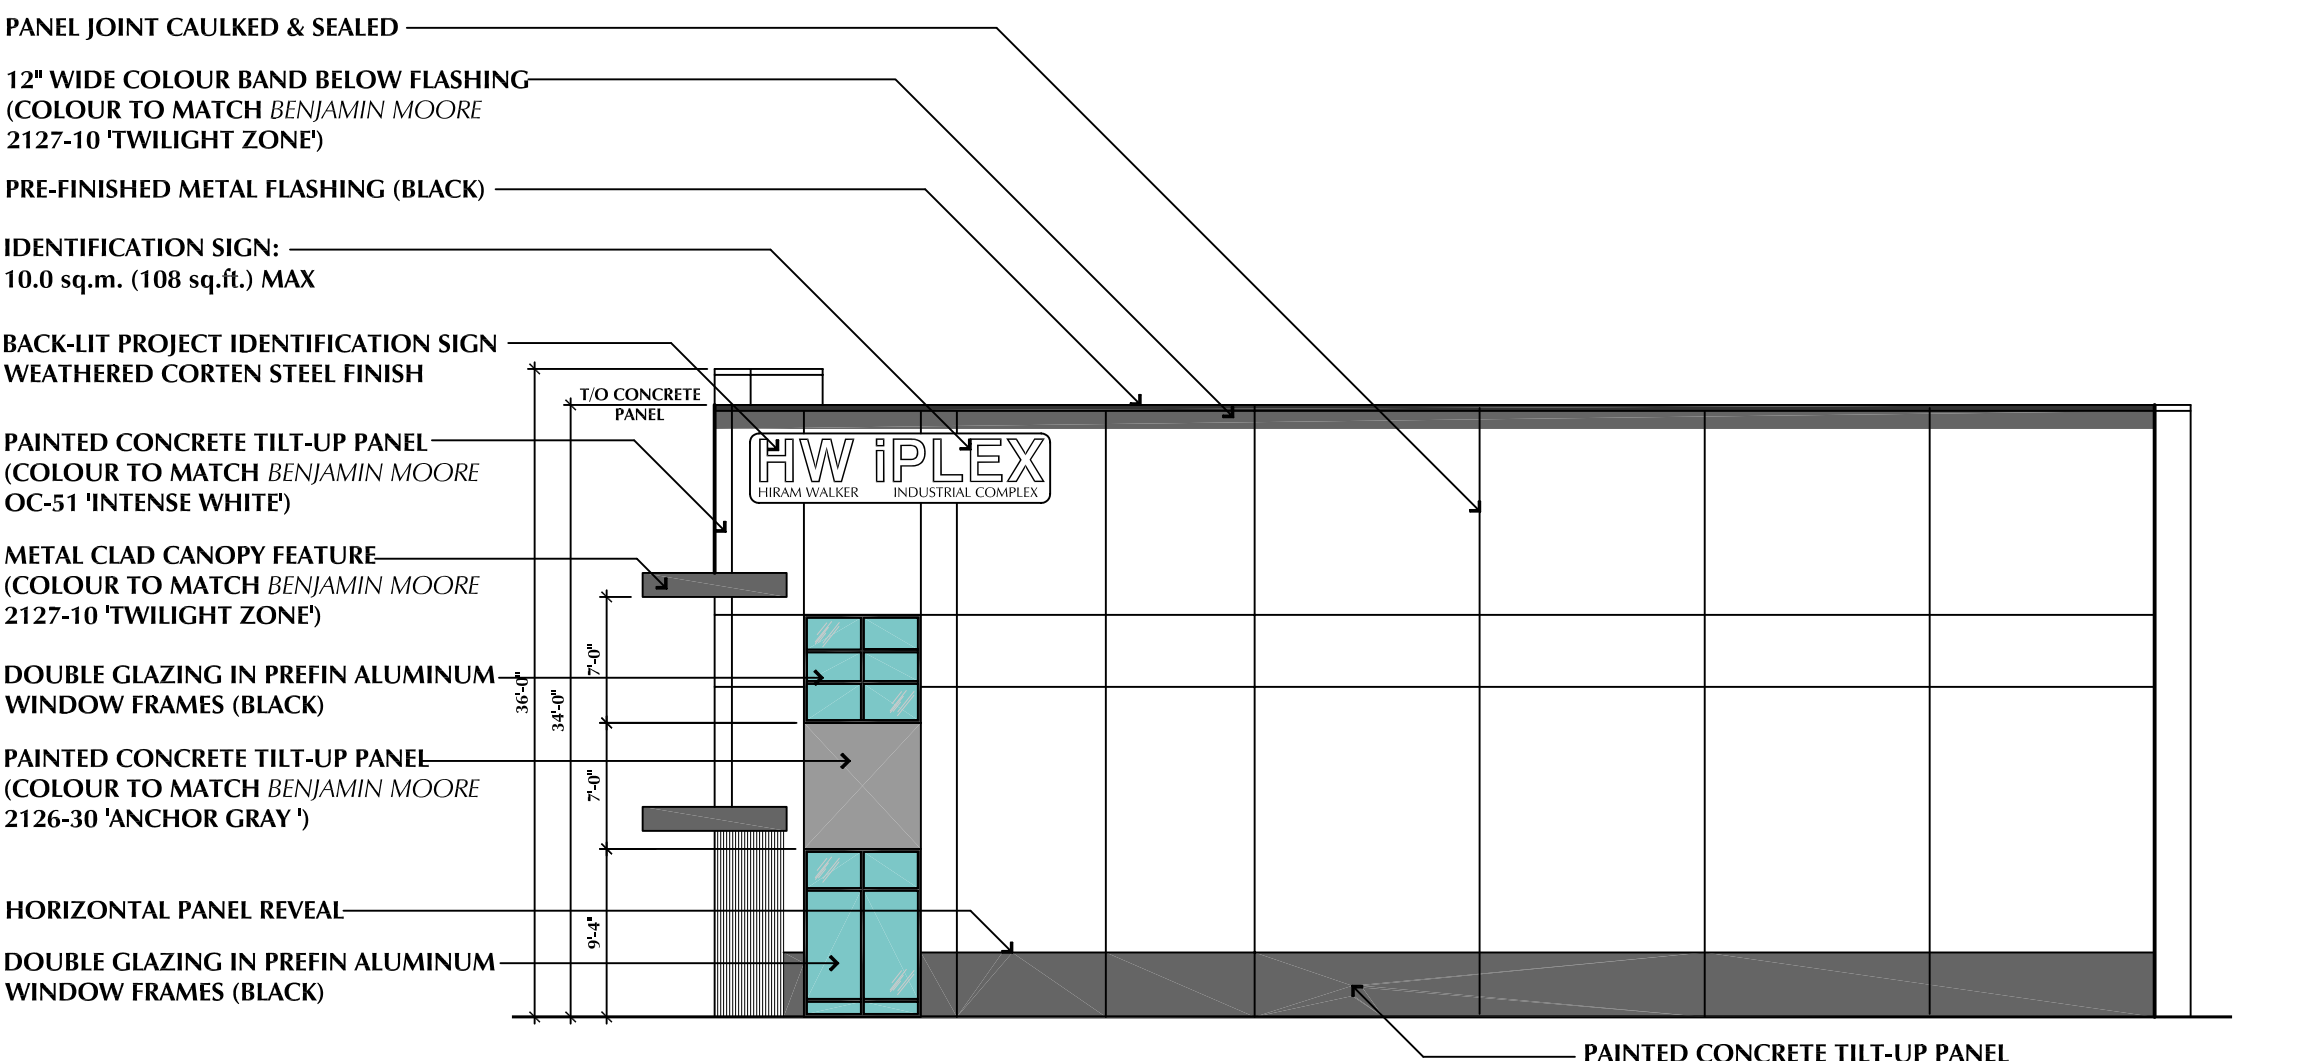 PANEL JOINT CAULKED & SEALED
12" WIDE COLOUR BAND BELOW FLASHING
(COLOUR TO MATCH BENJAMIN MOORE
2127-10 'TWILIGHT ZONE')
PRE-FINISHED METAL FLASHING (BLACK)
IDENTIFICATION SIGN:
10.0 sq.m. (108 sq.ft.) MAX
BACK-LIT PROJECT IDENTIFICATION SIGN
WEATHERED CORTEN STEEL FINISH
T/O CONCRETE
PANEL
PAINTED CONCRETE TILT-UP PANEL
(COLOUR TO MATCH BENJAMIN MOORE
OC-51 'INTENSE WHITE')
HW iPLEX
HIRAM WALKER INDUSTRIAL COMPLEX
METAL CLAD CANOPY FEATURE
(COLOUR TO MATCH BENJAMIN MOORE
2127-10 'TWILIGHT ZONE')
DOUBLE GLAZING IN PREFIN ALUMINUM
WINDOW FRAMES (BLACK)
36'-0"
34'-0"
7'-0"
7'-0"
9'-4"
PAINTED CONCRETE TILT-UP PANEL
(COLOUR TO MATCH BENJAMIN MOORE
2126-30 'ANCHOR GRAY ')
HORIZONTAL PANEL REVEAL
DOUBLE GLAZING IN PREFIN ALUMINUM
WINDOW FRAMES (BLACK)
PAINTED CONCRETE TILT-UP PANEL